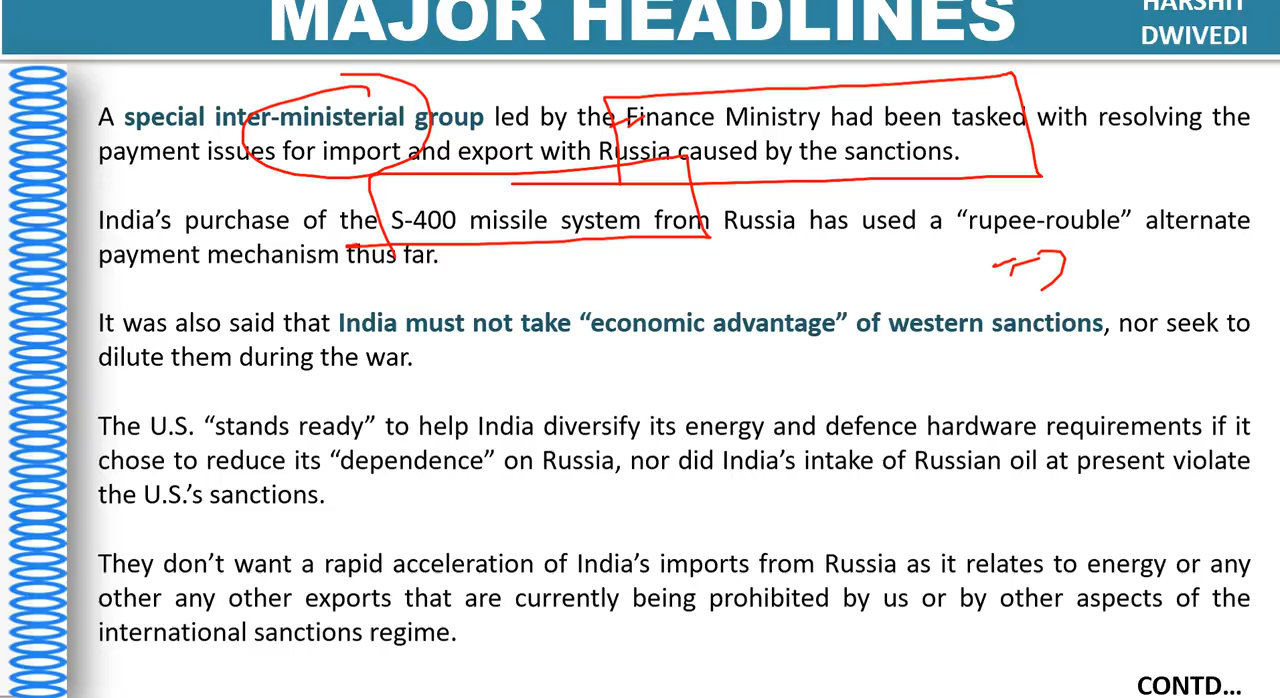 MAJOR HEADLINES
HARSHIT
DWIVEDI
A special inter-ministerial group led by the Finance Ministry had been tasked with resolving the
payment issues for import and export with Russia caused by the sanctions.
India’s purchase of the S-400 missile system from Russia has used a “rupee-rouble” alternate
payment mechanism thus far.
It was also said that India must not take “economic advantage” of western sanctions, nor seek to
dilute them during the war.
The U.S. “stands ready” to help India diversify its energy and defence hardware requirements if it
chose to reduce its “dependence” on Russia, nor did India’s intake of Russian oil at present violate
the U.S.’s sanctions.
They don’t want a rapid acceleration of India’s imports from Russia as it relates to energy or any
other any other exports that are currently being prohibited by us or by other aspects of the
international sanctions regime.
CONTD…